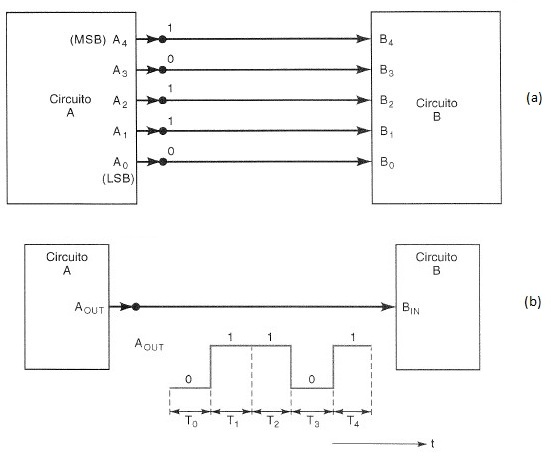 (MSB) A4 1 B4
A3 0 B3
Circuito A A2 1 B2 Circuito B (a)
A1 1 B1
A0 0 B0
(LSB)
Circuito A Circuito B
AOUT BIN (b)
AOUT 0 1 1 0 1
T0 T1 T2 T3 T4
t